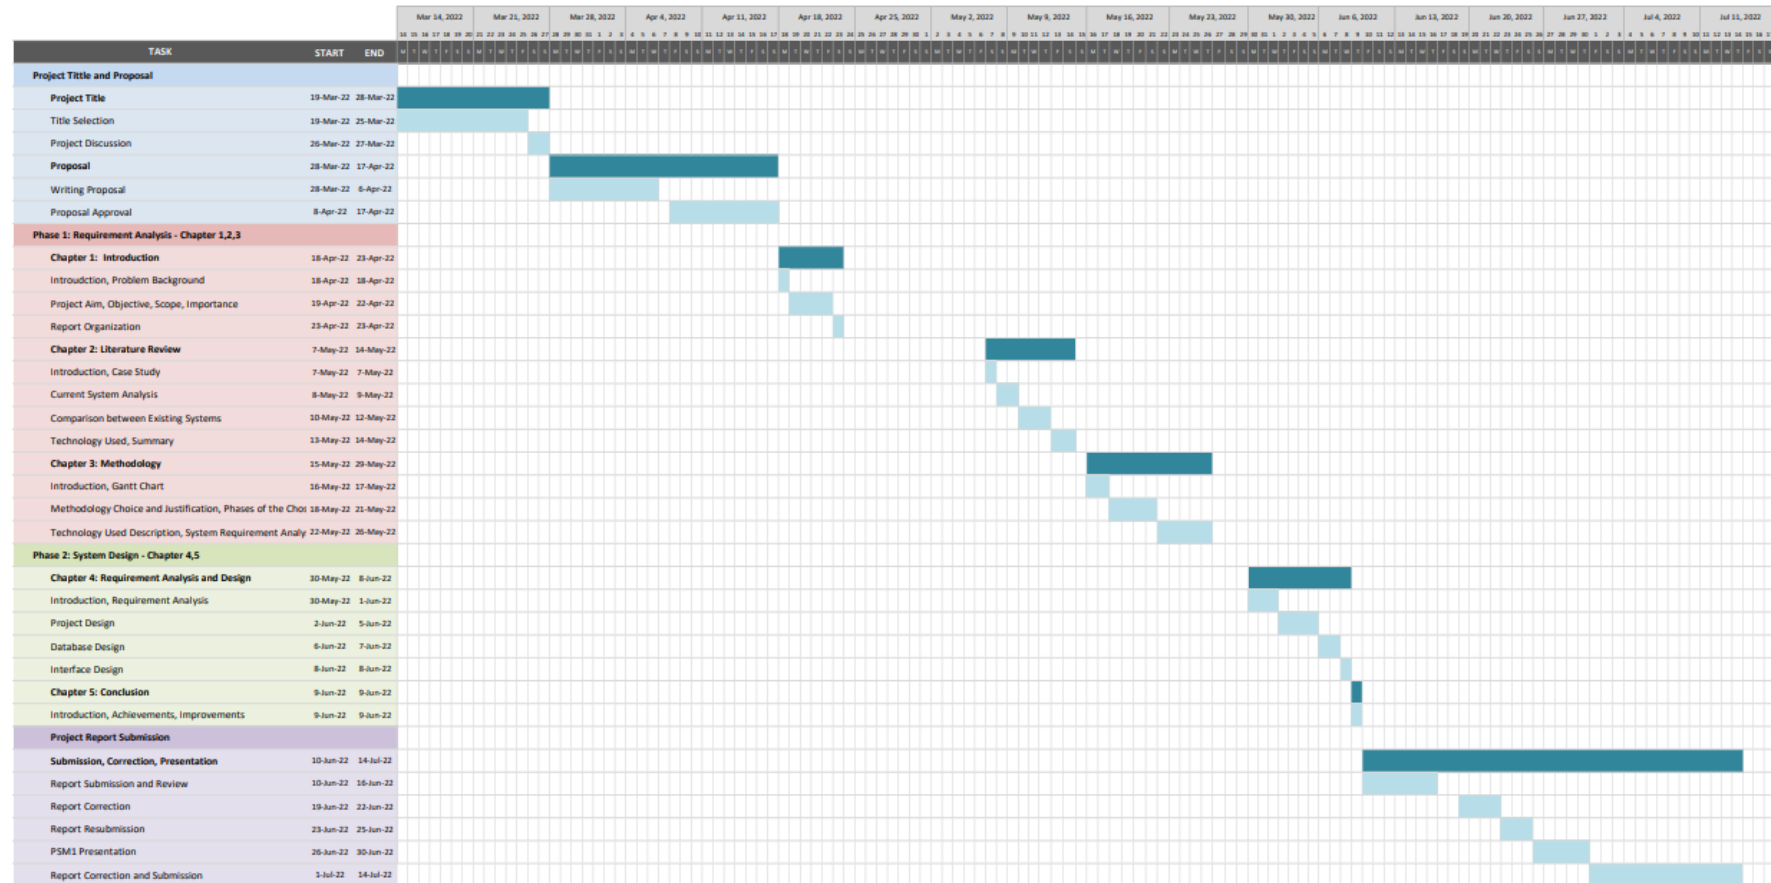 Mar 14, 2022 Mar 21, 2022 Mar 28, 2022 Apr 4, 2022 Apr 11, 2022 Apr 18, 2022 Apr 25, 2022 May 2, 2022 May 9, 2022 May 16, 2022 May 23, 2022 May 30, 2022 Jun 6, 2022 Jun 13, 2022 Jun 20, 2022 Jun 27, 2022 Jul 4, 2022 Jul 11, 2022
TASK START END
Project Tittle and Proposal
Project Title 19-Mar-22 28-Mar-22
Title Selection 19-Mar-22 25-Mar-22
Project Discussion 26-Mar-22 27-Mar-22
Proposal 28-Mar-22 17-Apr-22
Writing Proposal 28-Mar-22 6-Apr-22
Proposal Approval 8-Apr-22 17-Apr-22
Phase 1: Requirement Analysis - Chapter 1,2,3
Chapter 1: Introduction 18-Apr-22 23-Apr-22
Introudction, Problem Background 18-Apr-22 18-Apr-22
Project Aim, Objective, Scope, Importance 19-Apr-22 22-Apr-22
Report Organization 23-Apr-22 23-Apr-22
Chapter 2: Literature Review 7-May-22 14-May-22
Introduction, Case Study 7-May-22 7-May-22
Current System Analysis 8-May-22 9-May-22
Comparison between Existing Systems 10-May-22 12-May-22
Technology Used, Summary 13-May-22 14-May-22
Chapter 3: Methodology 15-May-22 29-May-22
Introduction, Gantt Chart 16-May-22 17-May-22
Methodology Choice and Justification, Phases of the Chos 18-May-22 21-May-22
Technology Used Description, System Requirement Analy 22-May-22 26-May-22
Phase 2: System Design - Chapter 4,5
Chapter 4: Requirement Analysis and Design 30-May-22 8-Jun-22
Introduction, Requirement Analysis 30-May-22 1-Jun-22
Project Design 2-Jun-22 5-Jun-22
Database Design 6-Jun-22 7-Jun-22
Interface Design 8-Jun-22 8-Jun-22
Chapter 5: Conclusion 9-Jun-22 9-Jun-22
Introduction, Achievements, Improvements 9-Jun-22 9-Jun-22
Project Report Submission
Submission, Correction, Presentation 10-Jun-22 14-Jul-22
Report Submission and Review 10-Jun-22 16-Jun-22
Report Correction 19-Jun-22 22-Jun-22
Report Resubmission 23-Jun-22 25-Jun-22
PSM1 Presentation 26-Jun-22 30-Jun-22
Report Correction and Submission 1-Jul-22 14-Jul-22